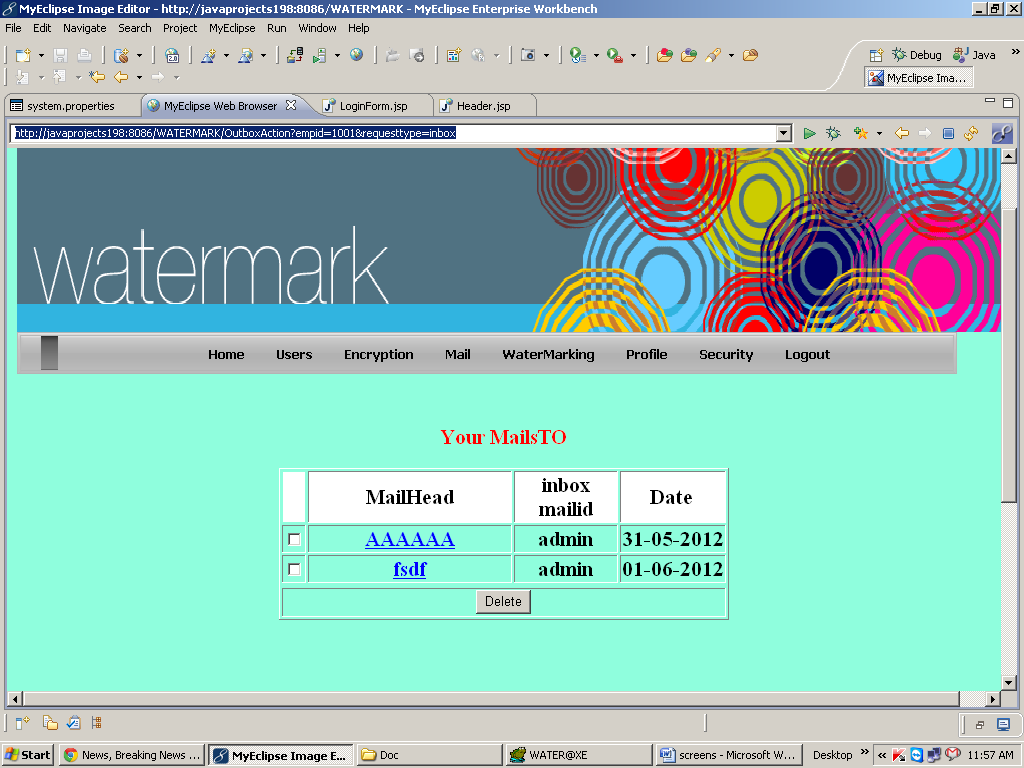 MyEclipse Image Editor - http://javaprojects198:8086/WATERMARK - MyEclipse Enterprise Workbench
File Edit Navigate Search Project MyEclipse Run Window Help
2.0
Debug Java »
MyEclipse Ima...
system.properties MyEclipse Web Browser LoginForm.jsp Header.jsp
http://javaprojects198:8086/WATERMARK/OutboxAction?empid=1001&requesttype=inbox
watermark
Home Users Encryption Mail WaterMarking Profile Security Logout
Your MailsTO
MailHead inbox mailid Date
AAAAAA admin 31-05-2012
fsdf admin 01-06-2012
Delete
Start News, Breaking News ... MyEclipse Image E... Doc WATER@XE screens - Microsoft W... Desktop » « 11:57 AM